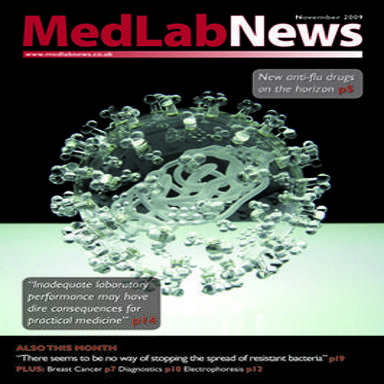 November 2009
MedLabNews
www.medlabnews.co.uk
New anti-flu drugs
on the horizon p5
"Inadequate laboratory
performance may have
dire consequences for
practical medicine" p14
ALSO THIS MONTH
"There seems to be no way of stopping the spread of resistant bacteria" p19
PLUS: Breast Cancer p7 Diagnostics p10 Electrophoresis p12